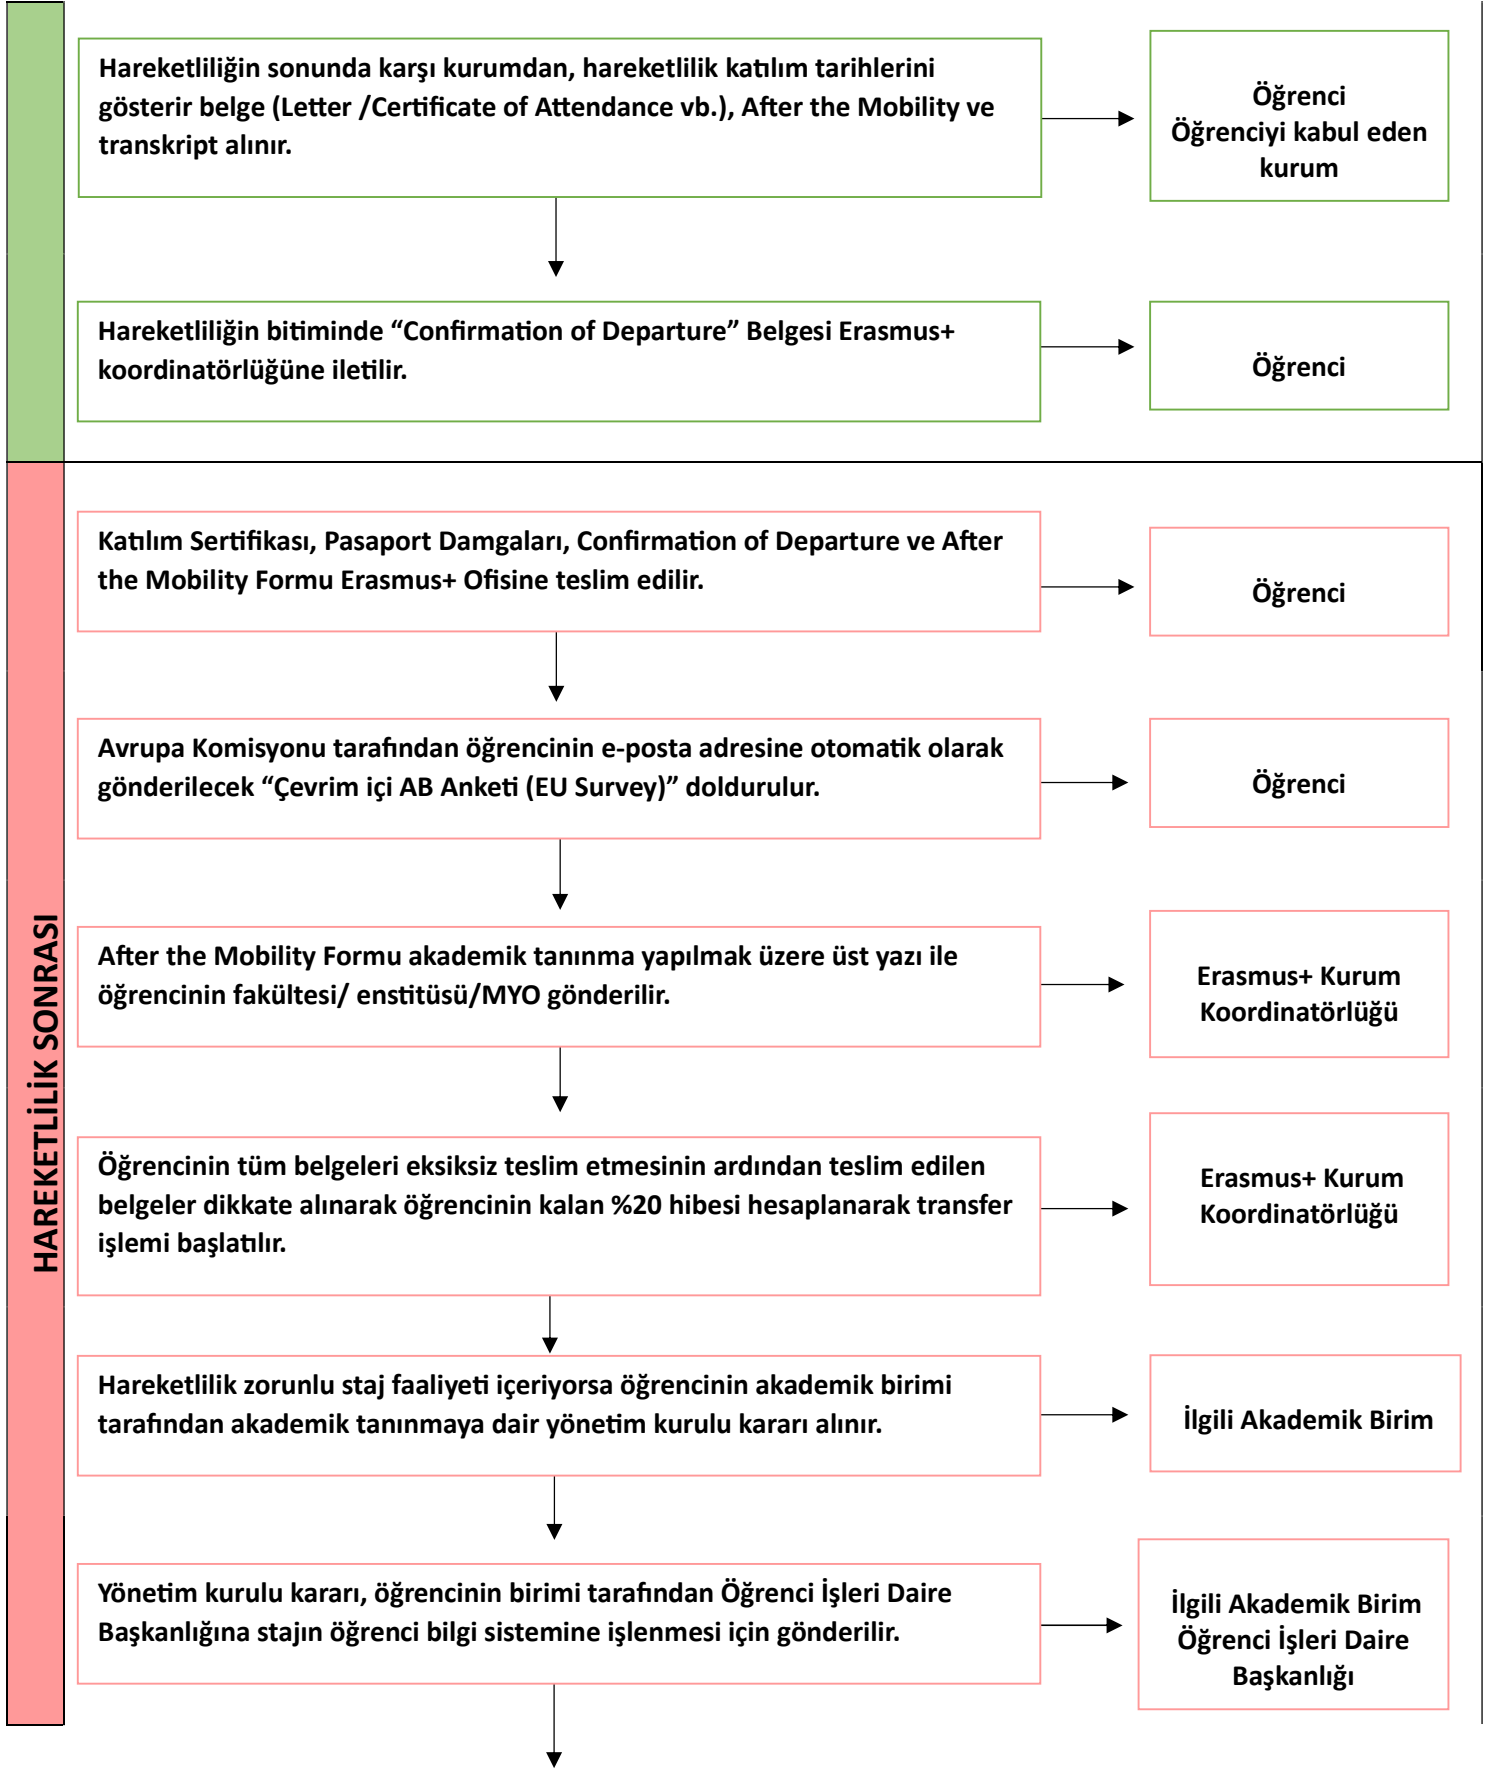 Hareketliliğin sonunda karşı kurumdan, hareketlilik katılım tarihlerini
gösterir belge (Letter /Certificate of Attendance vb.), After the Mobility ve
transkript alınır.
Öğrenci
Öğrenciyi kabul eden
kurum
Hareketliliğin bitiminde “Confirmation of Departure” Belgesi Erasmus+
koordinatörlüğüne iletilir.
Öğrenci
HAREKETLİLİK SONRASI
Katılım Sertifikası, Pasaport Damgaları, Confirmation of Departure ve After
the Mobility Formu Erasmus+ Ofisine teslim edilir.
Öğrenci
Avrupa Komisyonu tarafından öğrencinin e-posta adresine otomatik olarak
gönderilecek “Çevrim içi AB Anketi (EU Survey)” doldurulur.
Öğrenci
After the Mobility Formu akademik tanınma yapılmak üzere üst yazı ile
öğrencinin fakültesi/ enstitüsü/MYO gönderilir.
Erasmus+ Kurum
Koordinatörlüğü
Öğrencinin tüm belgeleri eksiksiz teslim etmesinin ardından teslim edilen
belgeler dikkate alınarak öğrencinin kalan %20 hibesi hesaplanarak transfer
işlemi başlatılır.
Erasmus+ Kurum
Koordinatörlüğü
Hareketlilik zorunlu staj faaliyeti içeriyorsa öğrencinin akademik birimi
tarafından akademik tanınmaya dair yönetim kurulu kararı alınır.
İlgili Akademik Birim
Yönetim kurulu kararı, öğrencinin birimi tarafından Öğrenci İşleri Daire
Başkanlığına stajın öğrenci bilgi sistemine işlenmesi için gönderilir.
İlgili Akademik Birim
Öğrenci İşleri Daire
Başkanlığı